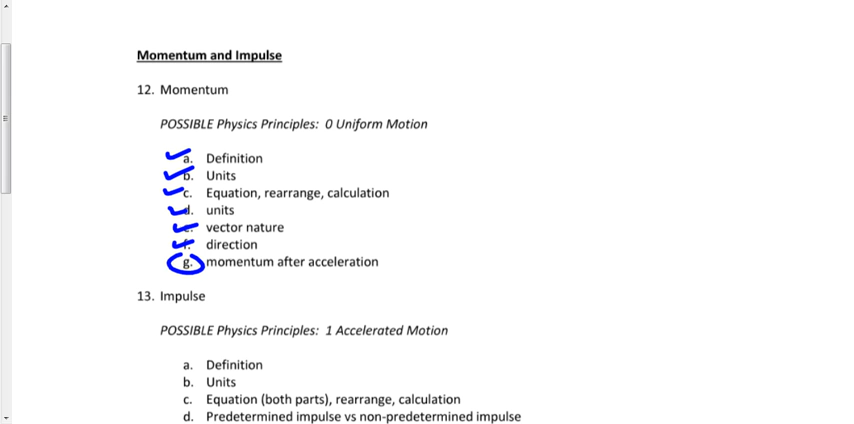 Momentum and Impulse
12. Momentum
POSSIBLE Physics Principles: 0 Uniform Motion
a. Definition
b. Units
c. Equation, rearrange, calculation
d. units
e. vector nature
f. direction
g. momentum after acceleration
13. Impulse
POSSIBLE Physics Principles: 1 Accelerated Motion
a. Definition
b. Units
c. Equation (both parts), rearrange, calculation
d. Predetermined impulse vs non-predetermined impulse